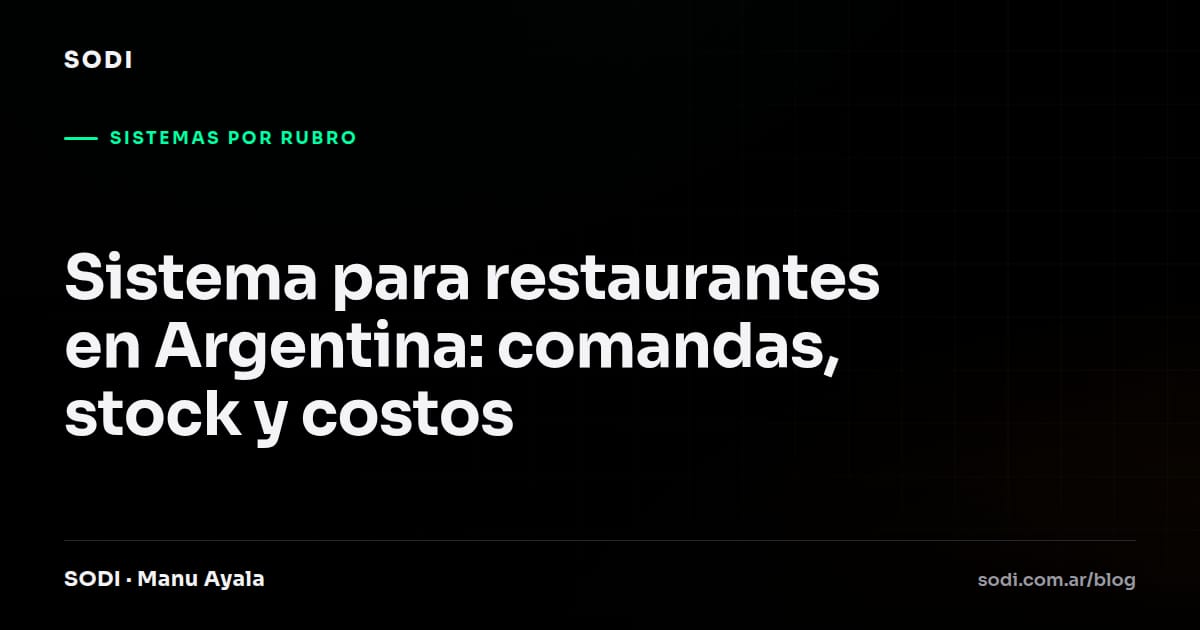 SODI
SISTEMAS POR RUBRO
Sistema para restaurantes
en Argentina: comandas,
stock y costos
SODI · Manu Ayala
sodi.com.ar/blog